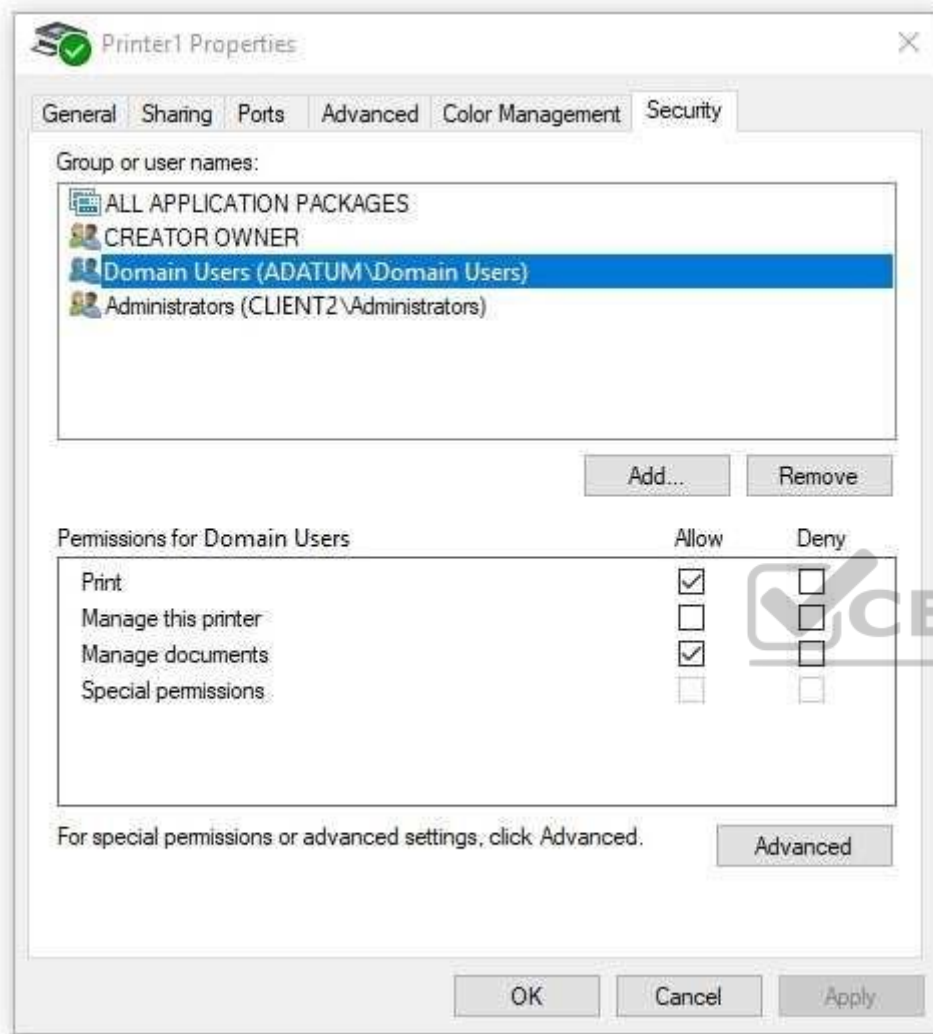 Printer1 Properties
General Sharing Ports Advanced Color Management Security
Group or user names:
ALL APPLICATION PACKAGES
CREATOR OWNER
Domain Users (ADATUM\Domain Users)
Administrators (CLIENT2\Administrators)
Add... Remove
Permissions for Domain Users Allow Deny
Print
Manage this printer
Manage documents
Special permissions
For special permissions or advanced settings, click Advanced.
Advanced
OK Cancel Apply